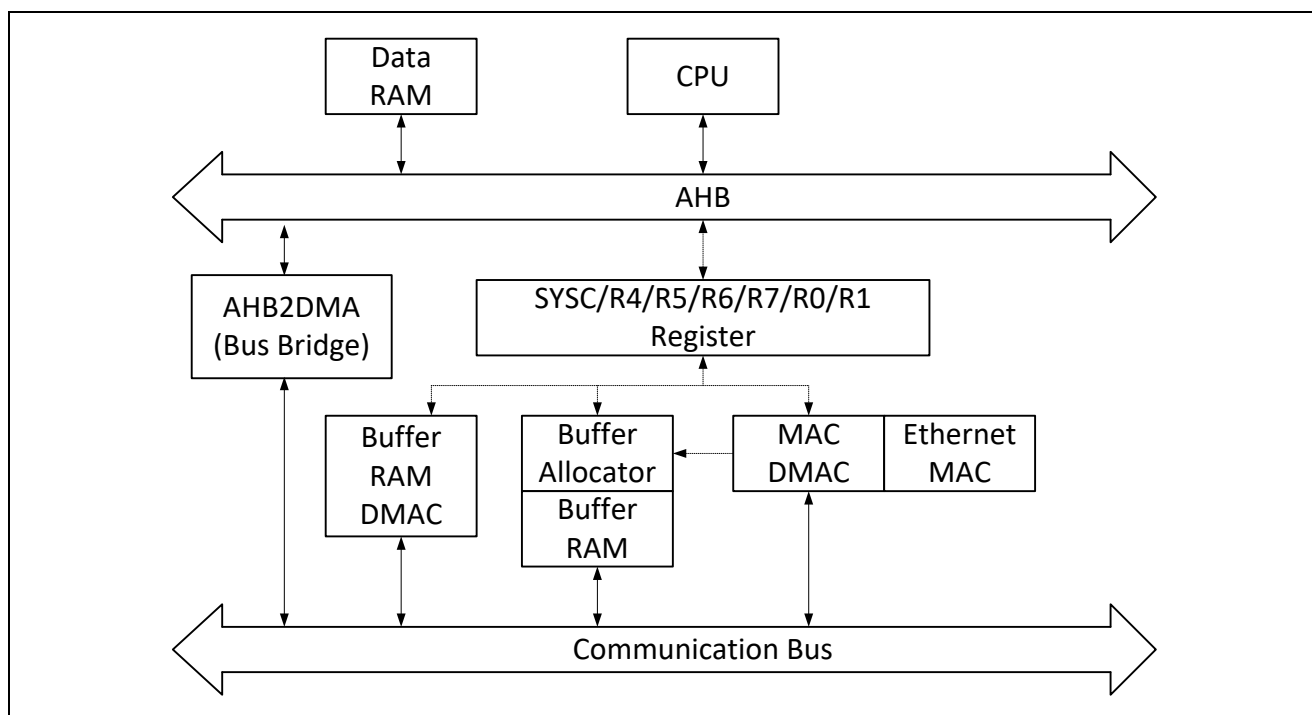 Data
RAM
CPU
AHB
AHB2DMA
(Bus Bridge)
SYSC/R4/R5/R6/R7/R0/R1
Register
Buffer
RAM
DMAC
Buffer
Allocator
Buffer
RAM
MAC
DMAC
Ethernet
MAC
Communication Bus